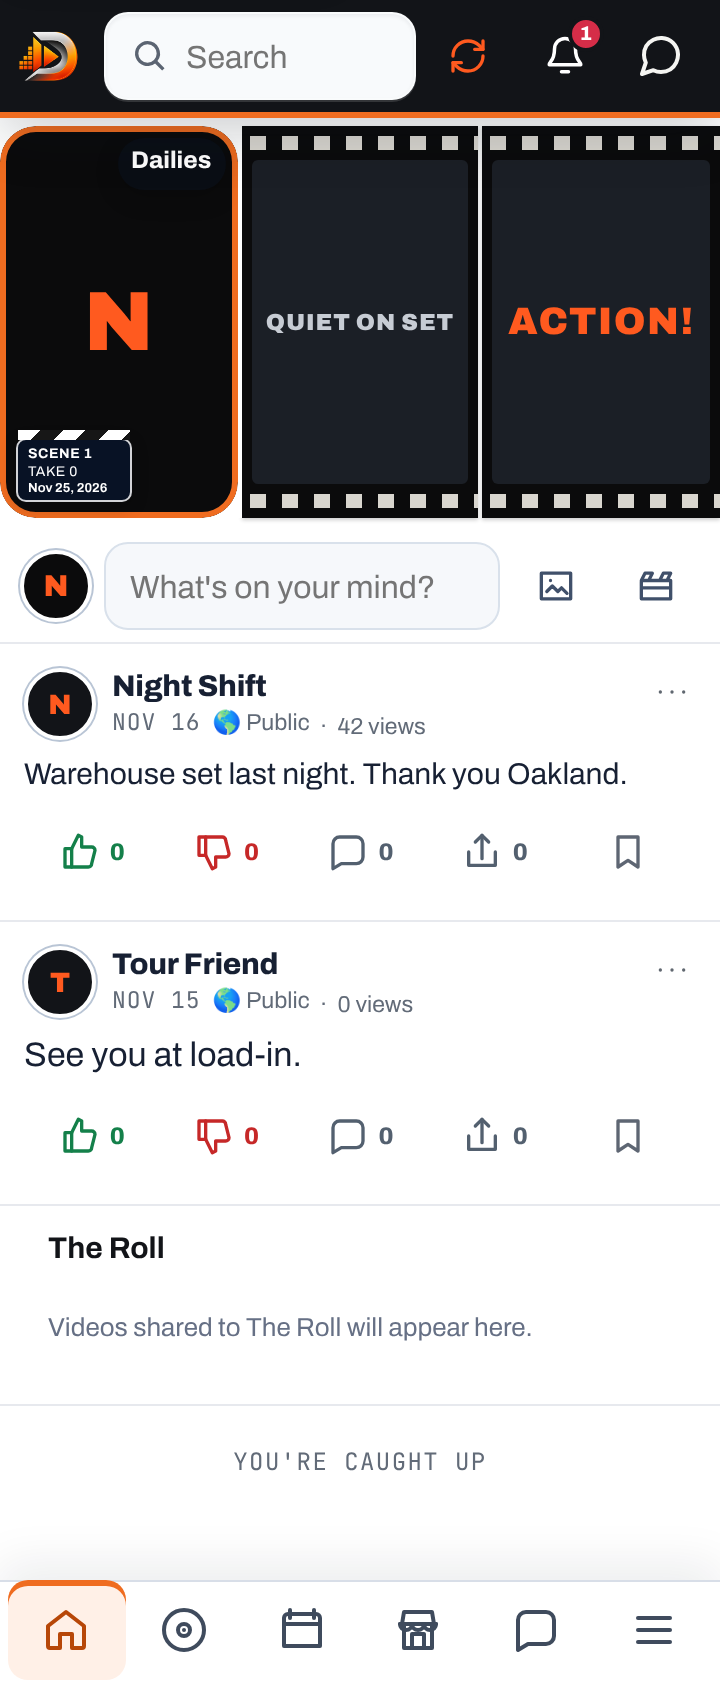 Search
1
Dailies
N
SCENE 1
TAKE 0
Nov 25, 2026
QUIET ON SET
ACTION!
N
What's on your mind?
N
Night Shift
NOV 16 🌎 Public · 42 views
...
Warehouse set last night. Thank you Oakland.
0
0
0
0
T
Tour Friend
NOV 15 🌎 Public · 0 views
...
See you at load-in.
0
0
0
0
The Roll
Videos shared to The Roll will appear here.
YOU'RE CAUGHT UP